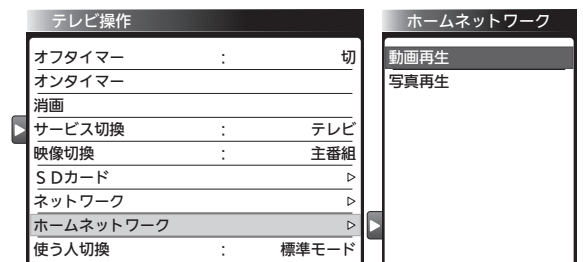 テレビ操作
オフタイマー : 切
オンタイマー
消画
サービス切換 : テレビ
映像切換 : 主番組
SDカード ▷
ネットワーク ▷
ホームネットワーク ▷
使う人切換 : 標準モード
ホームネットワーク
動画再生
写真再生